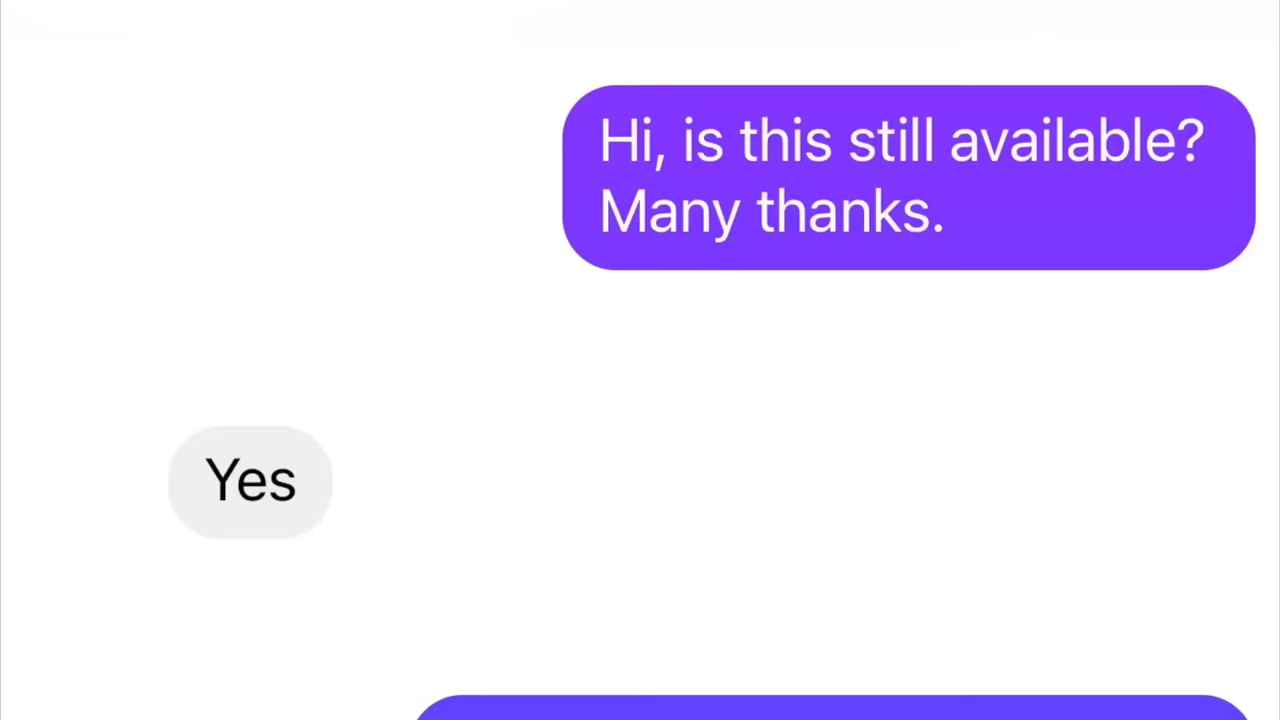 Hi, is this still available?
Many thanks.
Yes